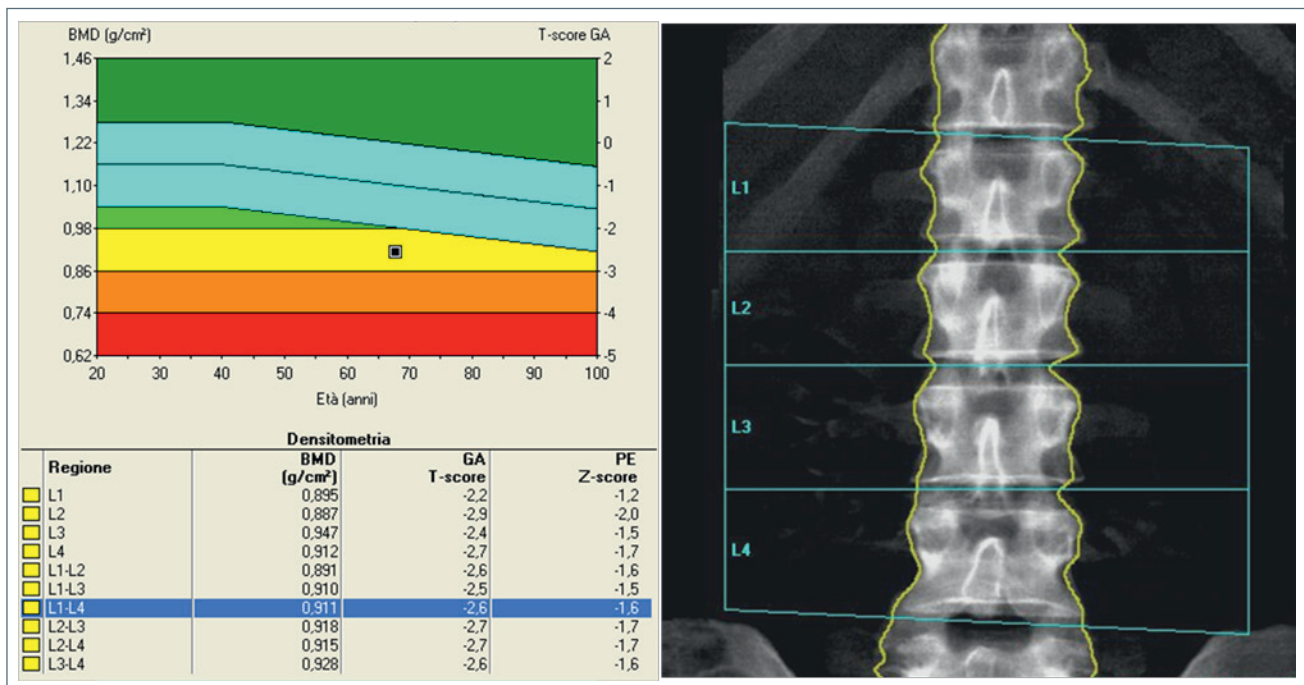 BMD (g/cm²) T-score GA
1,46 2
1,34 1
1,22 0
1,10 -1
0,98 -2
0,86 -3
0,74 -4
0,62 -5
20 30 40 50 60 70 80 90 100
Età (anni)
Densitometria
Regione BMD (g/cm²) GA T-score PE Z-score
L1 0,895 -2,2 -1,2
L2 0,887 -2,9 -2,0
L3 0,947 -2,4 -1,5
L4 0,912 -2,7 -1,7
L1-L2 0,891 -2,6 -1,6
L1-L3 0,910 -2,5 -1,5
L1-L4 0,911 -2,6 -1,6
L2-L3 0,918 -2,7 -1,7
L2-L4 0,915 -2,7 -1,7
L3-L4 0,928 -2,6 -1,6
L1
L2
L3
L4